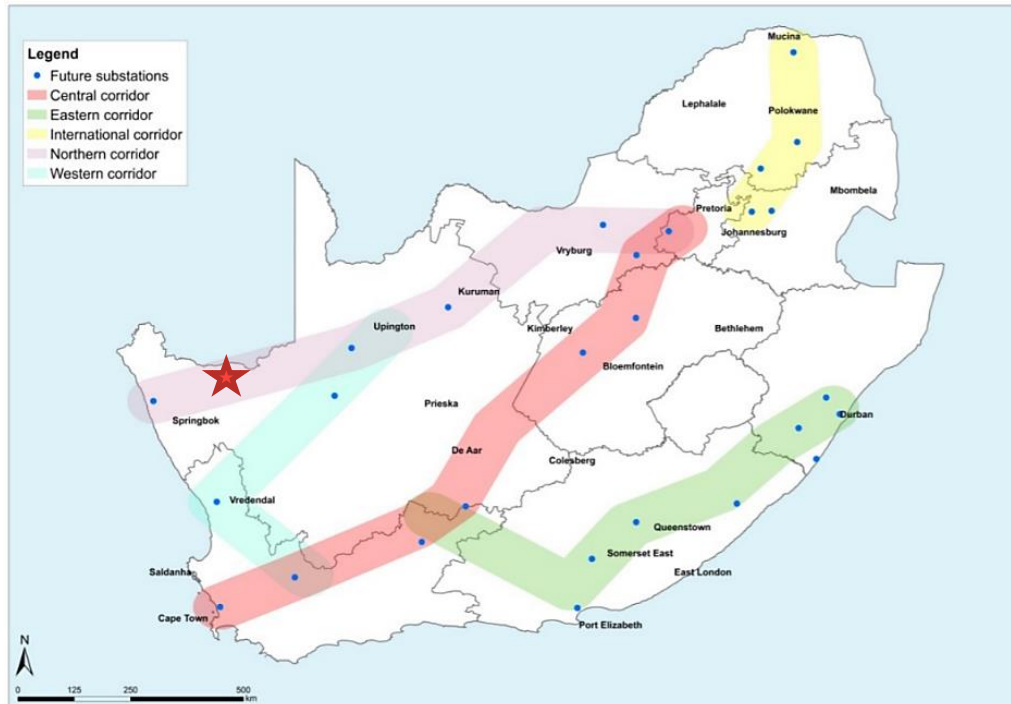 Legend
Future substations
Central corridor
Eastern corridor
International corridor
Northern corridor
Western corridor
Mucina
Lephalale
Polokwane
Mbombela
Pretoria
Johannesburg
Vryburg
Kuruman
Upington
Kimberley
Bethlehem
Bloemfontein
Prieska
Springbok
Durban
De Aar
Colesberg
Vredendal
Queenstown
Somerset East
East London
Saldanha
Cape Town
Port Elizabeth
N
0 125 250 500
km